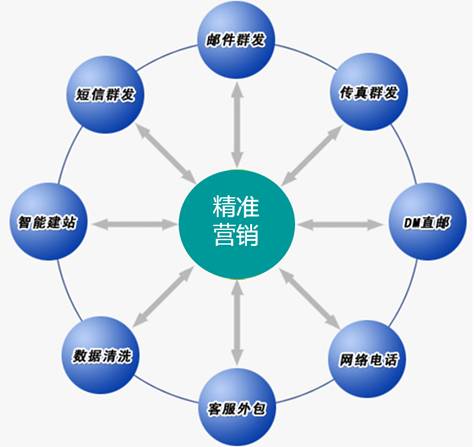 邮件群发
短信群发
传真群发
精准
营销
智能建站
DM直邮
数据清洗
网络电话
客服外包